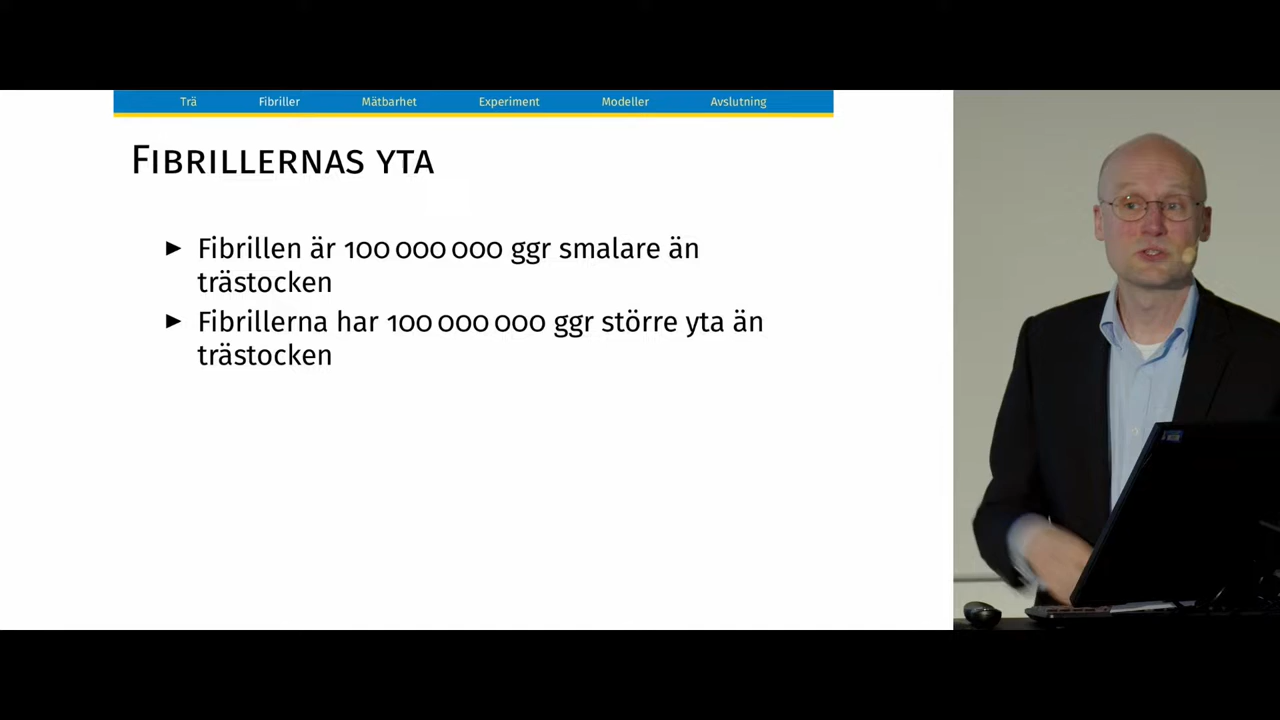 Trä Fibriller Mätbarhet Experiment Modeller Avslutning
Fibrillernas yta
► Fibrillen är 100 000 000 ggr smalare än
trästocken
► Fibrillerna har 100 000 000 ggr större yta än
trästocken